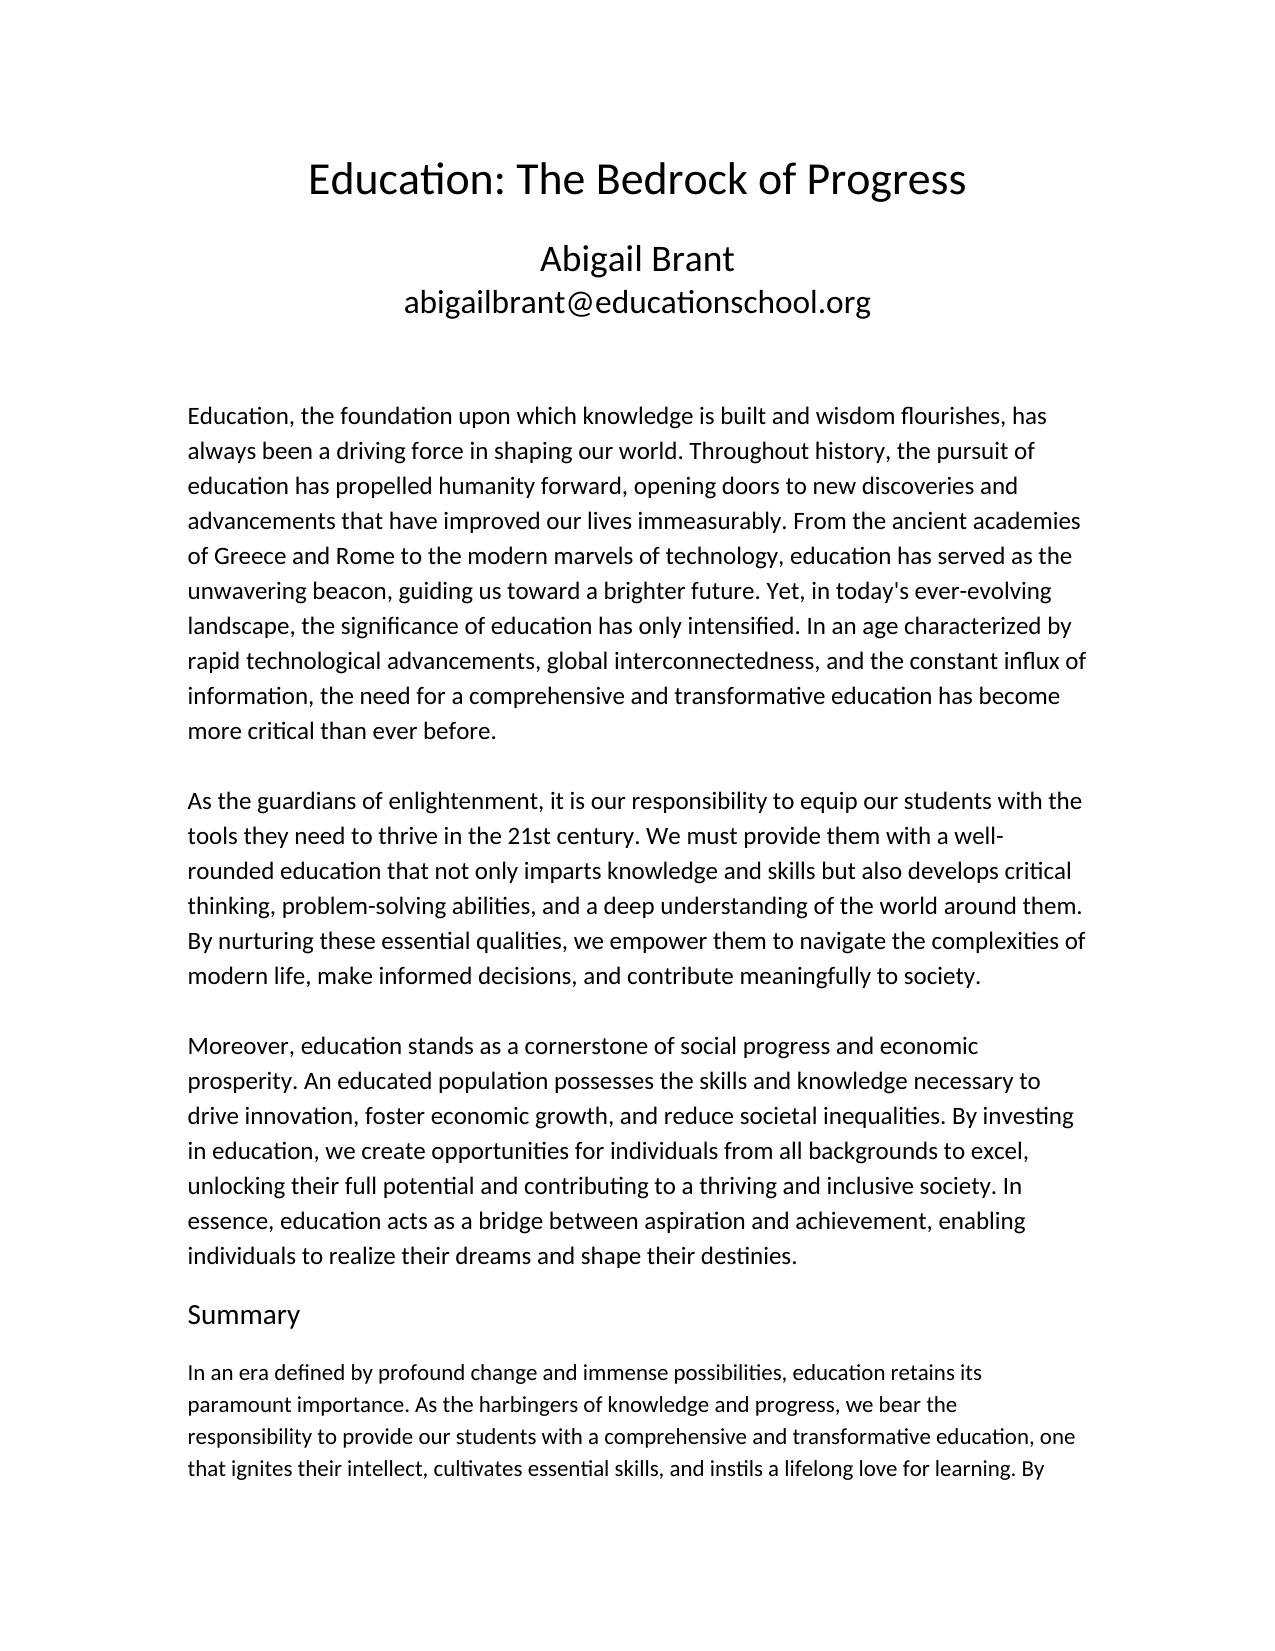 Education: The Bedrock of Progress
Abigail Brant
abigailbrant@educationschool.org
Education, the foundation upon which knowledge is built and wisdom flourishes, has
always been a driving force in shaping our world. Throughout history, the pursuit of
education has propelled humanity forward, opening doors to new discoveries and
advancements that have improved our lives immeasurably. From the ancient academies
of Greece and Rome to the modern marvels of technology, education has served as the
unwavering beacon, guiding us toward a brighter future. Yet, in today's ever-evolving
landscape, the significance of education has only intensified. In an age characterized by
rapid technological advancements, global interconnectedness, and the constant influx of
information, the need for a comprehensive and transformative education has become
more critical than ever before.
As the guardians of enlightenment, it is our responsibility to equip our students with the
tools they need to thrive in the 21st century. We must provide them with a well-
rounded education that not only imparts knowledge and skills but also develops critical
thinking, problem-solving abilities, and a deep understanding of the world around them.
By nurturing these essential qualities, we empower them to navigate the complexities of
modern life, make informed decisions, and contribute meaningfully to society.
Moreover, education stands as a cornerstone of social progress and economic
prosperity. An educated population possesses the skills and knowledge necessary to
drive innovation, foster economic growth, and reduce societal inequalities. By investing
in education, we create opportunities for individuals from all backgrounds to excel,
unlocking their full potential and contributing to a thriving and inclusive society. In
essence, education acts as a bridge between aspiration and achievement, enabling
individuals to realize their dreams and shape their destinies.
Summary
In an era defined by profound change and immense possibilities, education retains its
paramount importance. As the harbingers of knowledge and progress, we bear the
responsibility to provide our students with a comprehensive and transformative education, one
that ignites their intellect, cultivates essential skills, and instils a lifelong love for learning. By